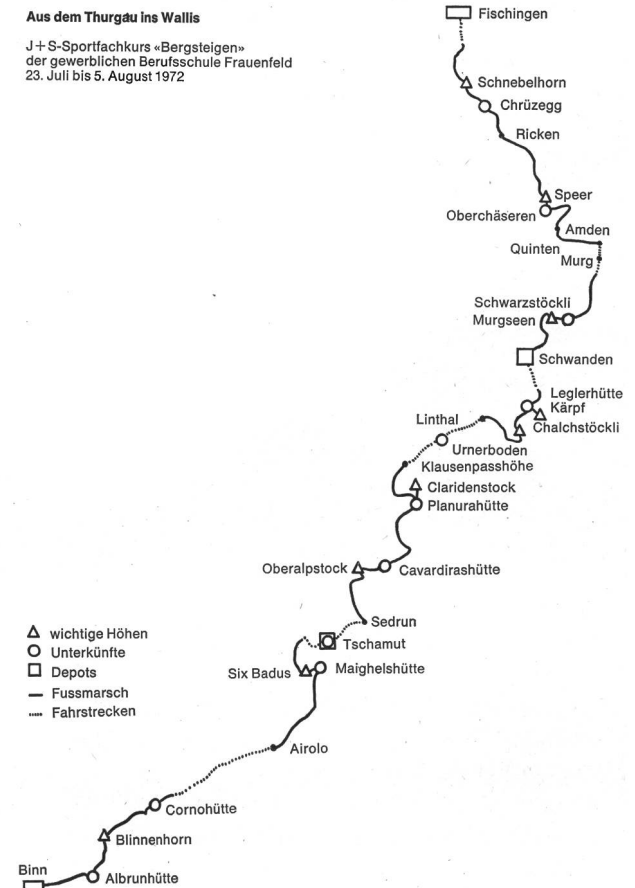 Aus dem Thurgau ins Wallis
J+S-Sportfachkurs «Bergsteigen»
der gewerblichen Berufsschule Frauenfeld
23. Juli bis 5. August 1972
Fischingen
Schnebelhorn
Chrüzegg
Ricken
Speer
Oberchäseren
Amden
Quinten
Murg
Schwarzstöckli
Murgseen
Schwanden
Leglerhütte
Kärpf
Chalchstöckli
Linthal
Urnerboden
Klausenpasshöhe
Claridenstock
Planurahütte
Oberalpstock
Cavardirashütte
Sedrun
Tschamut
Six Badus
Maighelshütte
wichtige Höhen
Unterkünfte
Depots
Fussmarsch
Fahrstrecken
Airolo
Cornohütte
Blinnenhorn
Binn
Albrunhütte